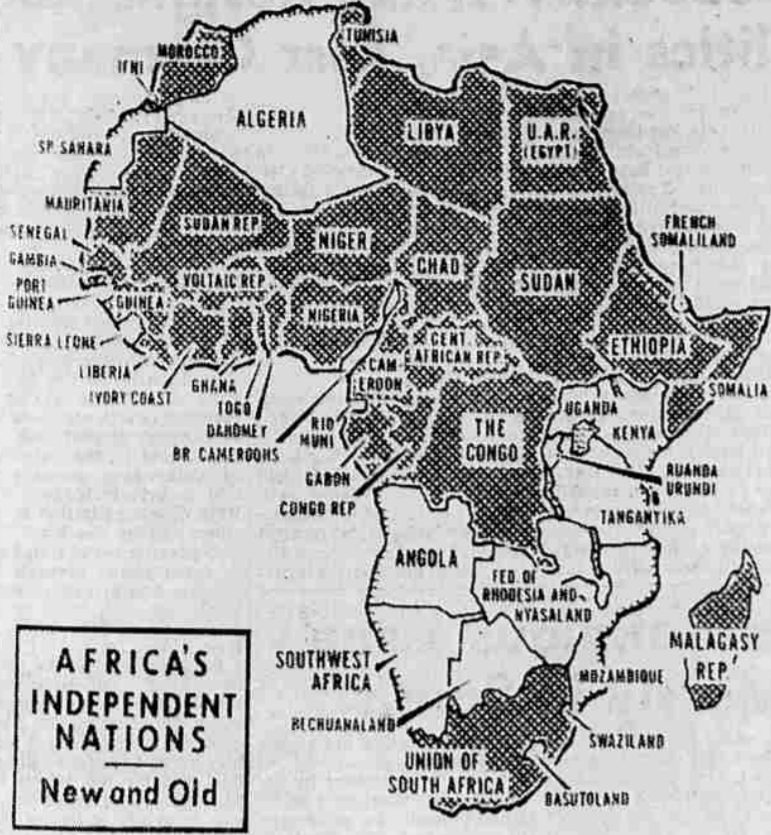 MOROCCO
TUNISIA
IFNI
ALGERIA
LIBYA
U.A.R.
(EGYPT)
SP. SAHARA
MAURITANIA
SUDAN REP.
NIGER
CHAD
SUDAN
FRENCH
SOMALILAND
SENEGAL
GAMBIA
PORT
GUINEA
GUINEA
VOLTAIC REP.
NIGERIA
CENT.
AFRICAN REP.
ETHIOPIA
SIERRA LEONE
LIBERIA
IVORY COAST
GHANA
TOGO
DAHOMEY
BR. CAMEROONS
CAM-
EROON
RIO
MUNI
GABON
CONGO REP
THE
CONGO
UGANDA
KENYA
SOMALIA
RUANDA
URUNDI
TANGANTIKA
ANGOLA
FED. OF
RHODESIA AND
NYASALAND
MALAGASY
REP.
SOUTHWEST
AFRICA
BECHUANALAND
MOZAMBIQUE
SWAZILAND
UNION OF
SOUTH AFRICA
BASUTOLAND
AFRICA'S
INDEPENDENT
NATIONS
New and Old